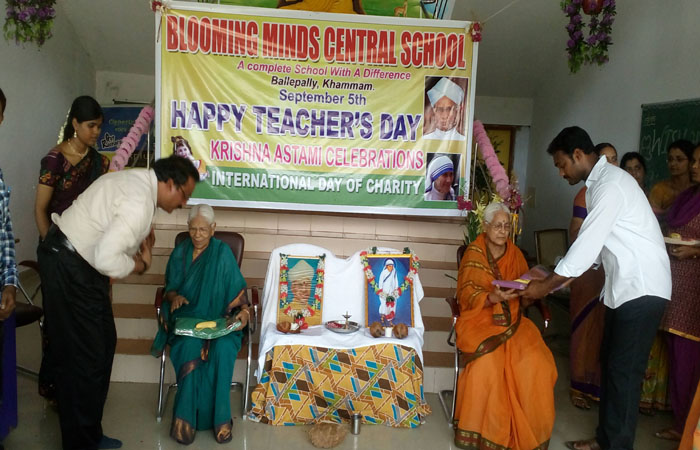 BLOOMING MINDS CENTRAL SCHOOL
A complete School With A Difference
Ballepally, Khammam.
September 5th
HAPPY TEACHER'S DAY
KRISHNA ASTAMI CELEBRATIONS
INTERNATIONAL DAY OF CHARITY